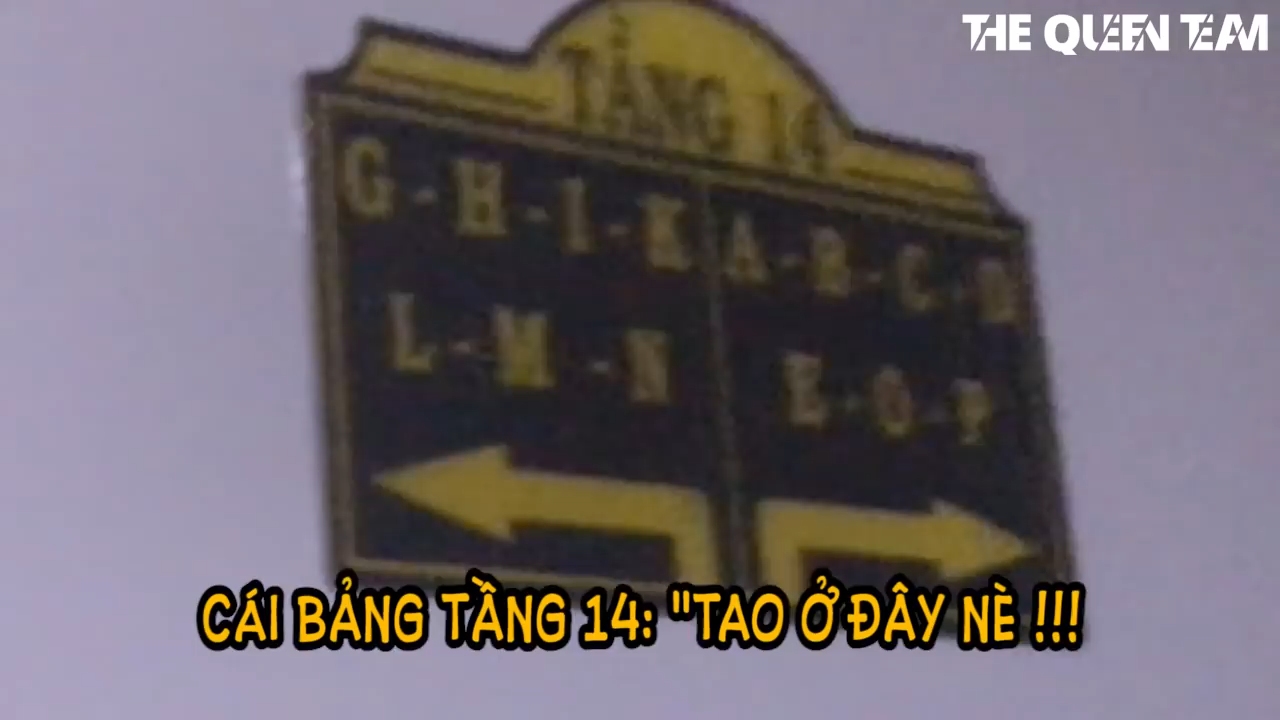 THE QUEEN TEAM
TẦNG 14
G-H-I-K
A-B-C-D
L-M-N
E-O-P
CÁI BẢNG TẦNG 14: "TAO Ở ĐÂY NÈ !!!